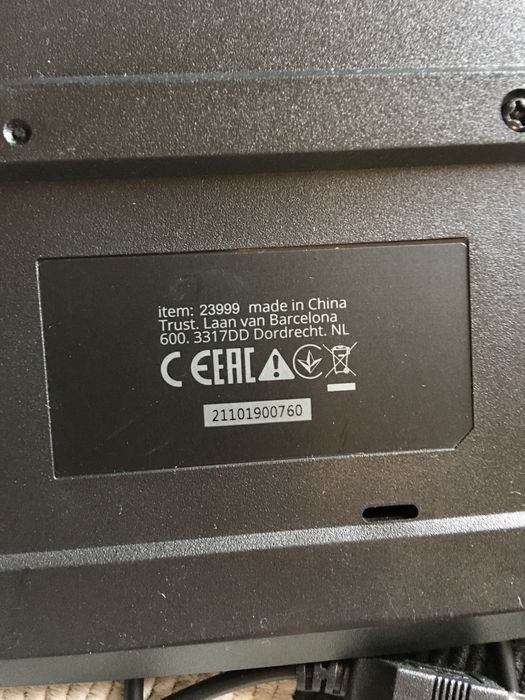 item: 23999 made in China
Trust. Laan van Barcelona
600. 3317DD Dordrecht. NL
CE EAC
21101900760